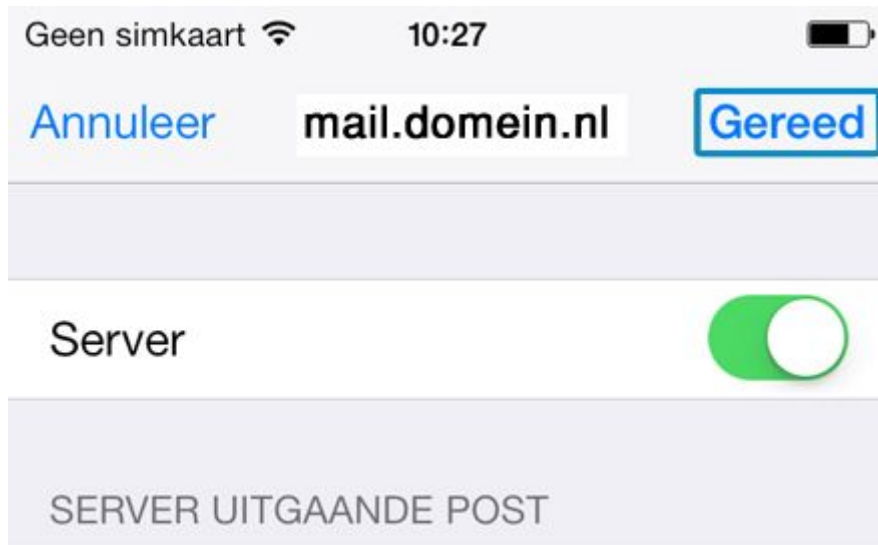 Geen simkaart 10:27
Annuleer mail.domein.nl Gereed
Server
SERVER UITGAANDE POST